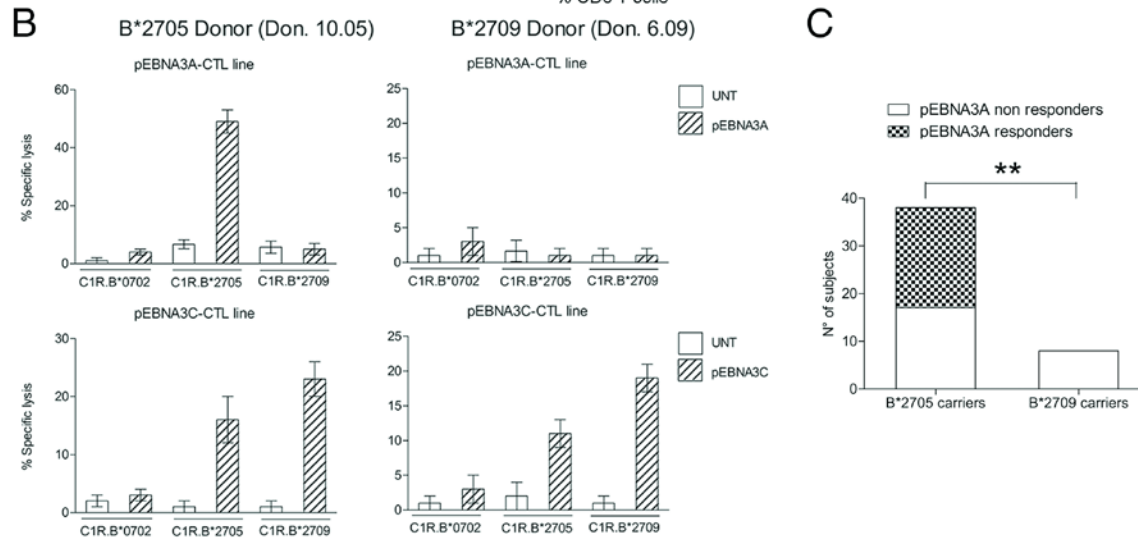 % CD8 T cells
B
B*2705 Donor (Don. 10.05)
B*2709 Donor (Don. 6.09)
pEBNA3A-CTL line
% Specific lysis
60
40
20
0
C1R.B*0702
C1R.B*2705
C1R.B*2709
pEBNA3A-CTL line
25
20
15
10
5
0
C1R.B*0702
C1R.B*2705
C1R.B*2709
UNT
pEBNA3A
pEBNA3C-CTL line
% Specific lysis
30
20
10
0
C1R.B*0702
C1R.B*2705
C1R.B*2709
pEBNA3C-CTL line
25
20
15
10
5
0
C1R.B*0702
C1R.B*2705
C1R.B*2709
UNT
pEBNA3C
C
pEBNA3A non responders
pEBNA3A responders
**
N° of subjects
40
30
20
10
0
B*2705 carriers
B*2709 carriers